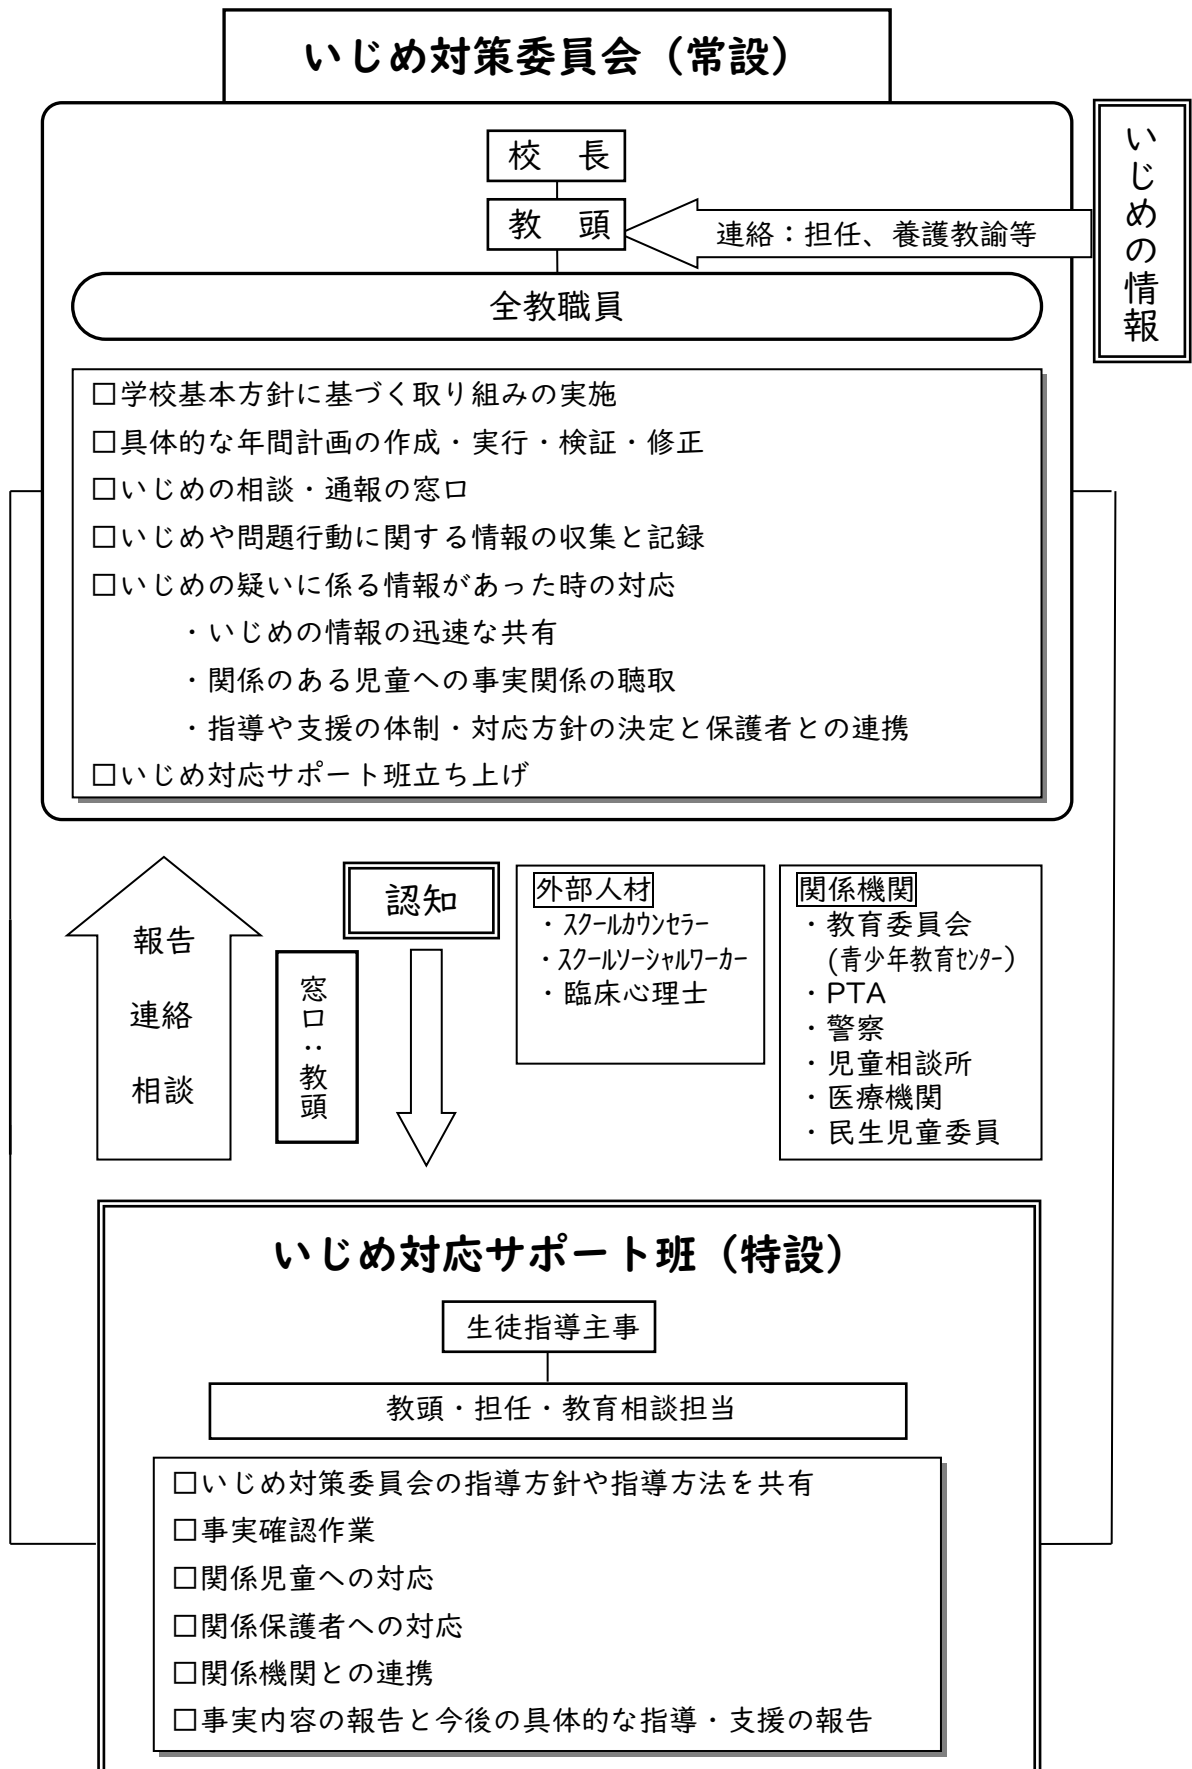 いじめ対策委員会（常設）
校　長
教　頭
連絡：担任、養護教諭等
いじめの情報
全教職員
□学校基本方針に基づく取り組みの実施
□具体的な年間計画の作成・実行・検証・修正
□いじめの相談・通報の窓口
□いじめや問題行動に関する情報の収集と記録
□いじめの疑いに係る情報があった時の対応
・いじめの情報の迅速な共有
・関係のある児童への事実関係の聴取
・指導や支援の体制・対応方針の決定と保護者との連携
□いじめ対応サポート班立ち上げ
報告
連絡
相談
窓口：教頭
認知
外部人材
・ｽｸｰﾙｶｳﾝｾﾗｰ
・ｽｸｰﾙｿｰｼｬﾙﾜｰｶｰ
・臨床心理士
関係機関
・教育委員会
(青少年教育ｾﾝﾀｰ)
・PTA
・警察
・児童相談所
・医療機関
・民生児童委員
いじめ対応サポート班（特設）
生徒指導主事
教頭・担任・教育相談担当
□いじめ対策委員会の指導方針や指導方法を共有
□事実確認作業
□関係児童への対応
□関係保護者への対応
□関係機関との連携
□事実内容の報告と今後の具体的な指導・支援の報告